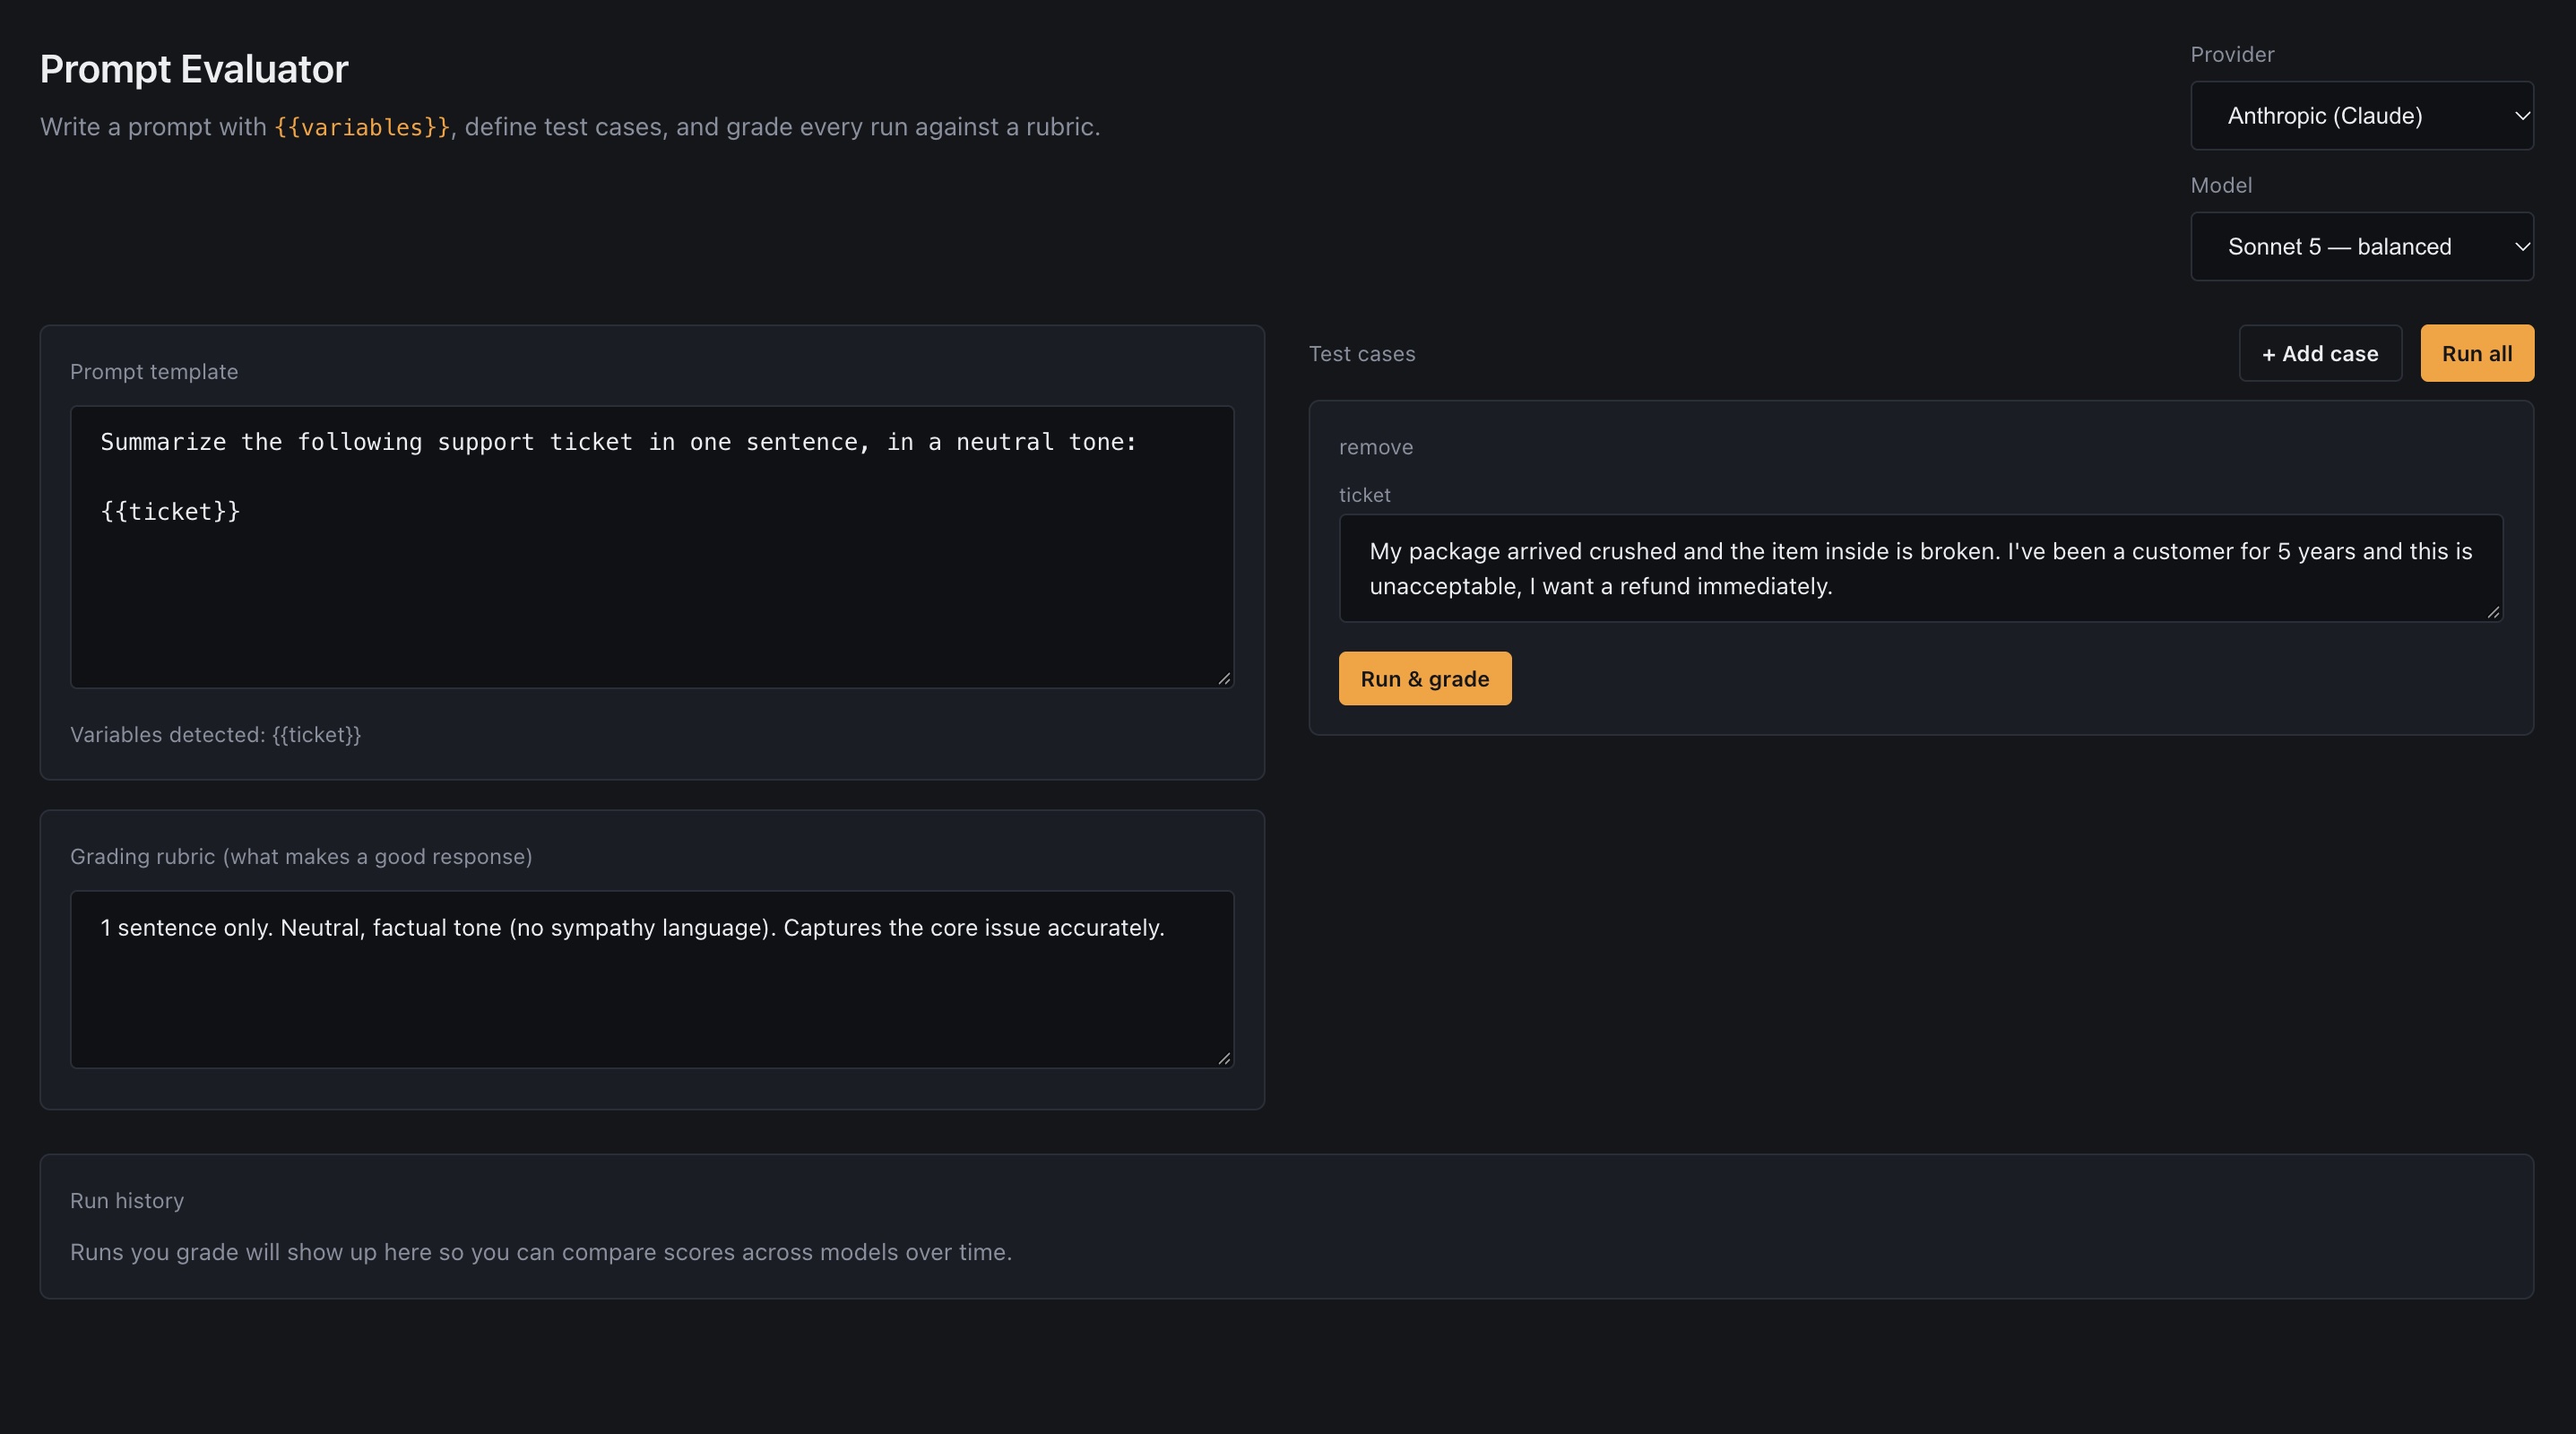 Prompt Evaluator
Write a prompt with {{variables}}, define test cases, and grade every run against a rubric.
Provider
Anthropic (Claude)
Model
Sonnet 5 — balanced
Prompt template
Summarize the following support ticket in one sentence, in a neutral tone:
{{ticket}}
Variables detected: {{ticket}}
Grading rubric (what makes a good response)
1 sentence only. Neutral, factual tone (no sympathy language). Captures the core issue accurately.
Test cases
+ Add case
Run all
remove
ticket
My package arrived crushed and the item inside is broken. I've been a customer for 5 years and this is
unacceptable, I want a refund immediately.
Run & grade
Run history
Runs you grade will show up here so you can compare scores across models over time.